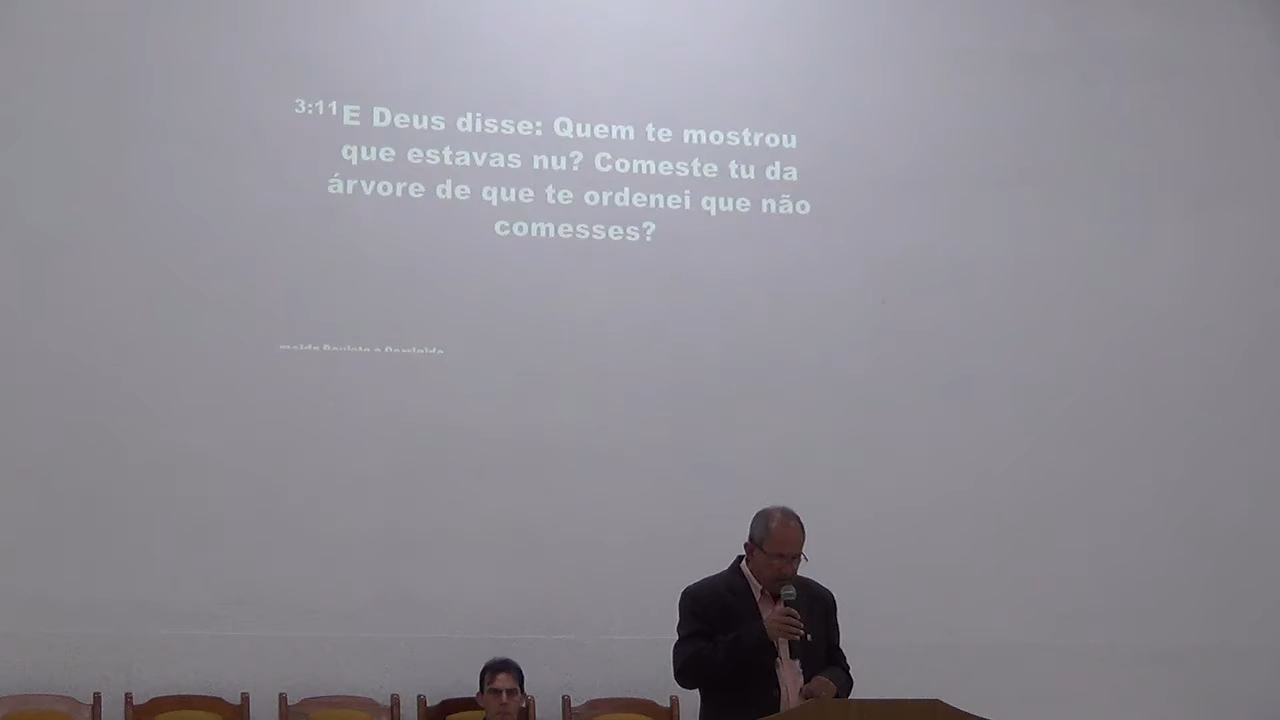 3:11 E Deus disse: Quem te mostrou
que estavas nu? Comeste tu da
árvore de que te ordenei que não
comesses?